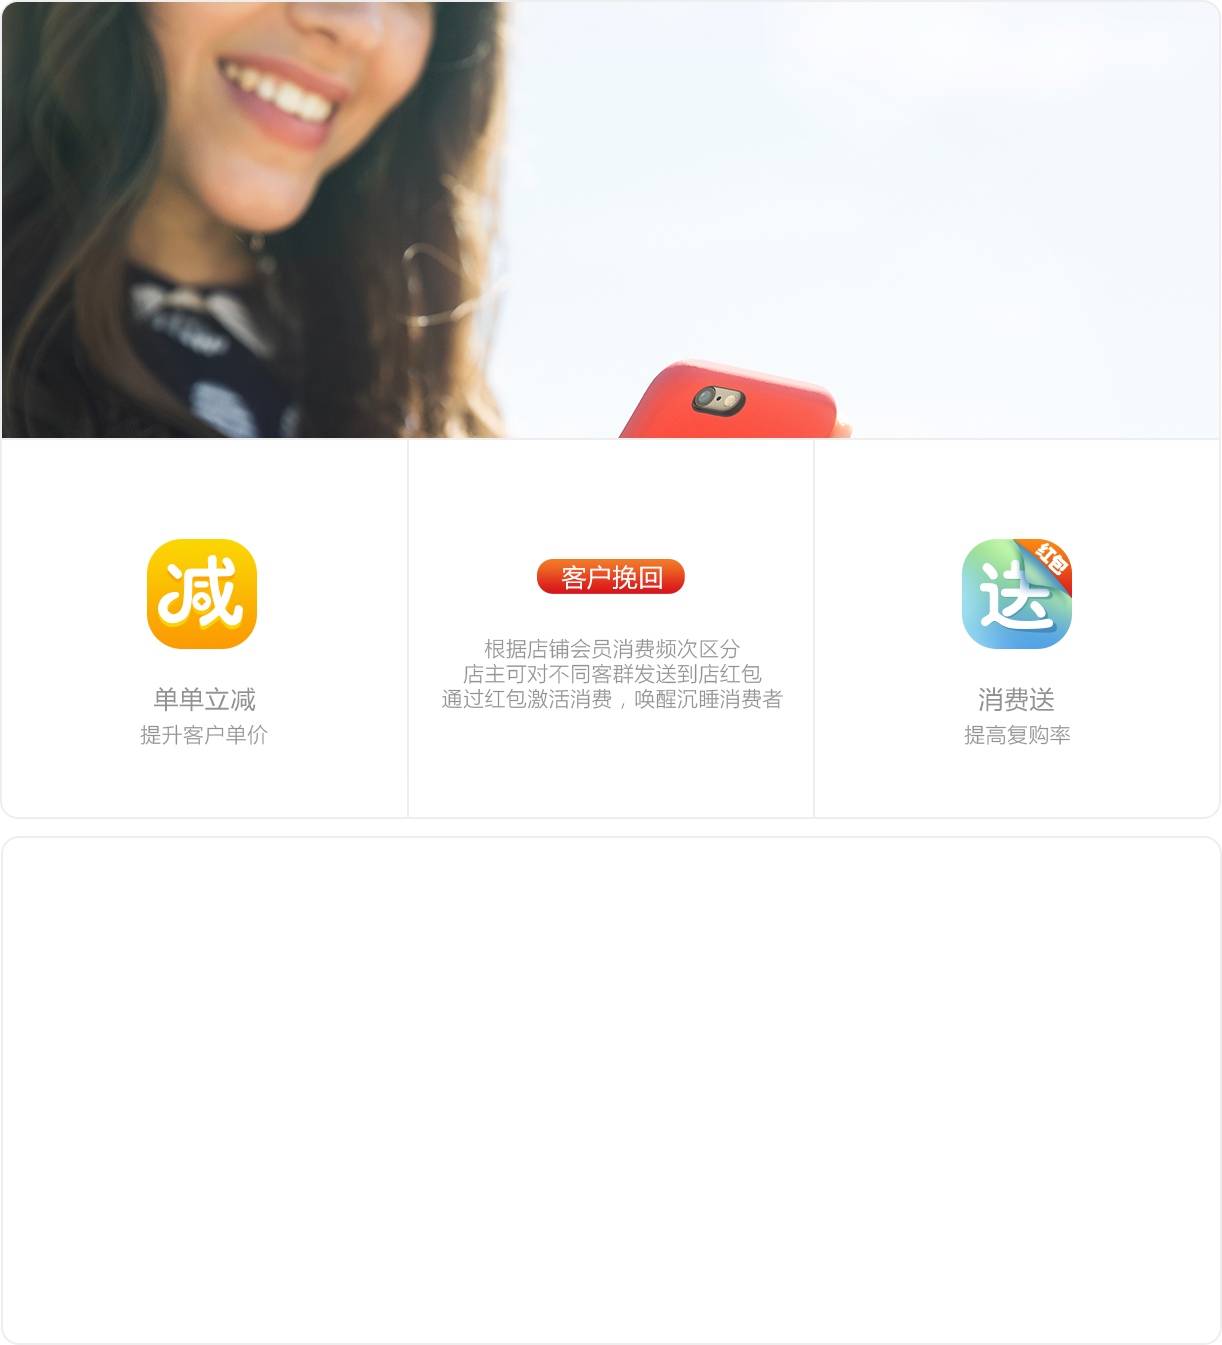 减
单单立减
提升客户单价
客户挽回
根据店铺会员消费频次区分
店主可对不同客群发送到店红包
通过红包激活消费，唤醒沉睡消费者
红包
送
消费送
提高复购率